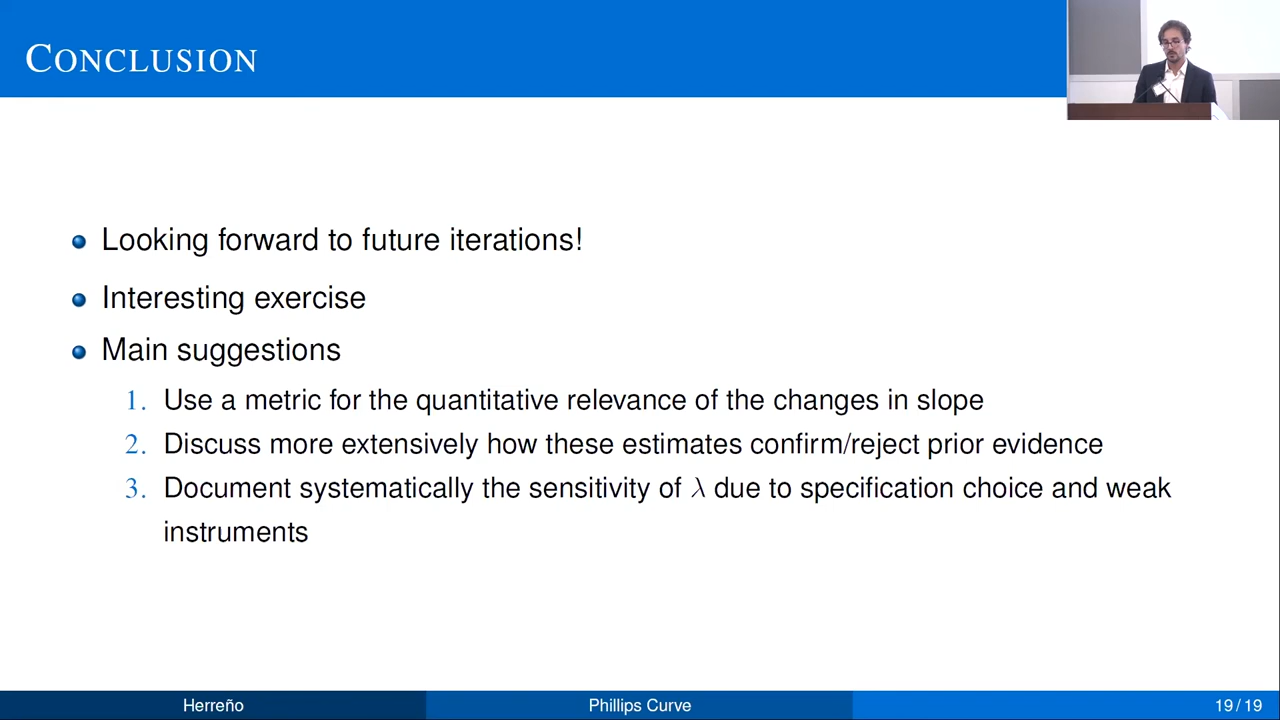 CONCLUSION
Looking forward to future iterations!
Interesting exercise
Main suggestions
1. Use a metric for the quantitative relevance of the changes in slope
2. Discuss more extensively how these estimates confirm/reject prior evidence
3. Document systematically the sensitivity of λ due to specification choice and weak
instruments
Herreño
Phillips Curve
19/19